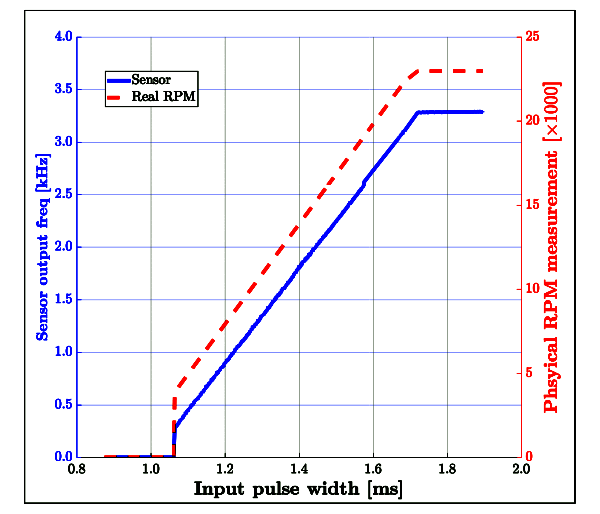 4.0
3.5
3.0
2.5
2.0
1.5
1.0
0.5
0.0
Sensor output freq [kHz]
Sensor
Real RPM
25
20
15
10
5
0
Phsyical RPM measurement [×1000]
0.8 1.0 1.2 1.4 1.6 1.8 2.0
Input pulse width [ms]